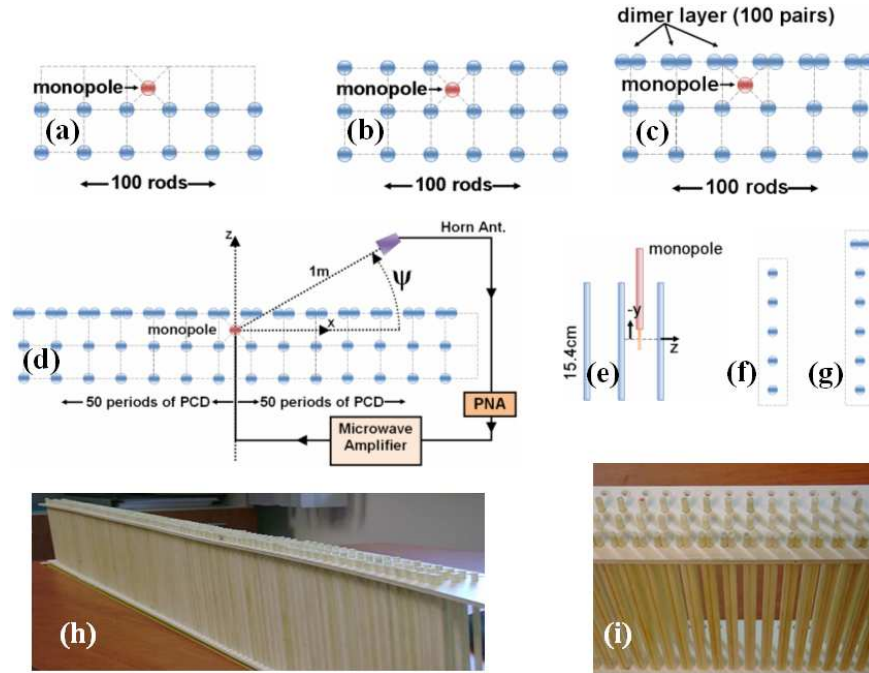 monopole
(a)
100 rods
monopole
(b)
100 rods
dimer layer (100 pairs)
monopole
(c)
100 rods
z
Horn Ant.
1m
Ψ
monopole
x
(d)
50 periods of PCD
50 periods of PCD
PNA
Microwave
Amplifier
monopole
15.4cm
-y
z
(e)
(f)
(g)
(h)
(i)